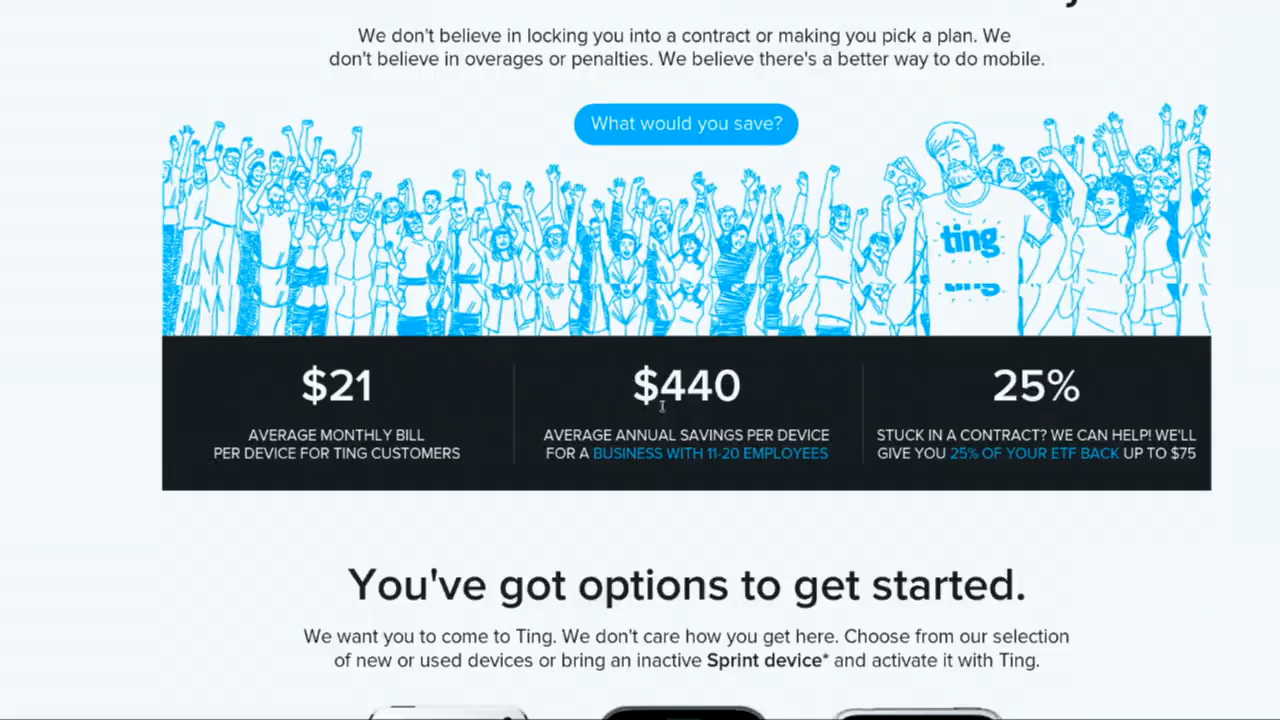 We don't believe in locking you into a contract or making you pick a plan. We
don't believe in overages or penalties. We believe there's a better way to do mobile.
What would you save?
ting
$21
AVERAGE MONTHLY BILL
PER DEVICE FOR TING CUSTOMERS
$440
AVERAGE ANNUAL SAVINGS PER DEVICE
FOR A BUSINESS WITH 11-20 EMPLOYEES
25%
STUCK IN A CONTRACT? WE CAN HELP! WE'LL
GIVE YOU 25% OF YOUR ETF BACK UP TO $75
You've got options to get started.
We want you to come to Ting. We don't care how you get here. Choose from our selection
of new or used devices or bring an inactive Sprint device* and activate it with Ting.